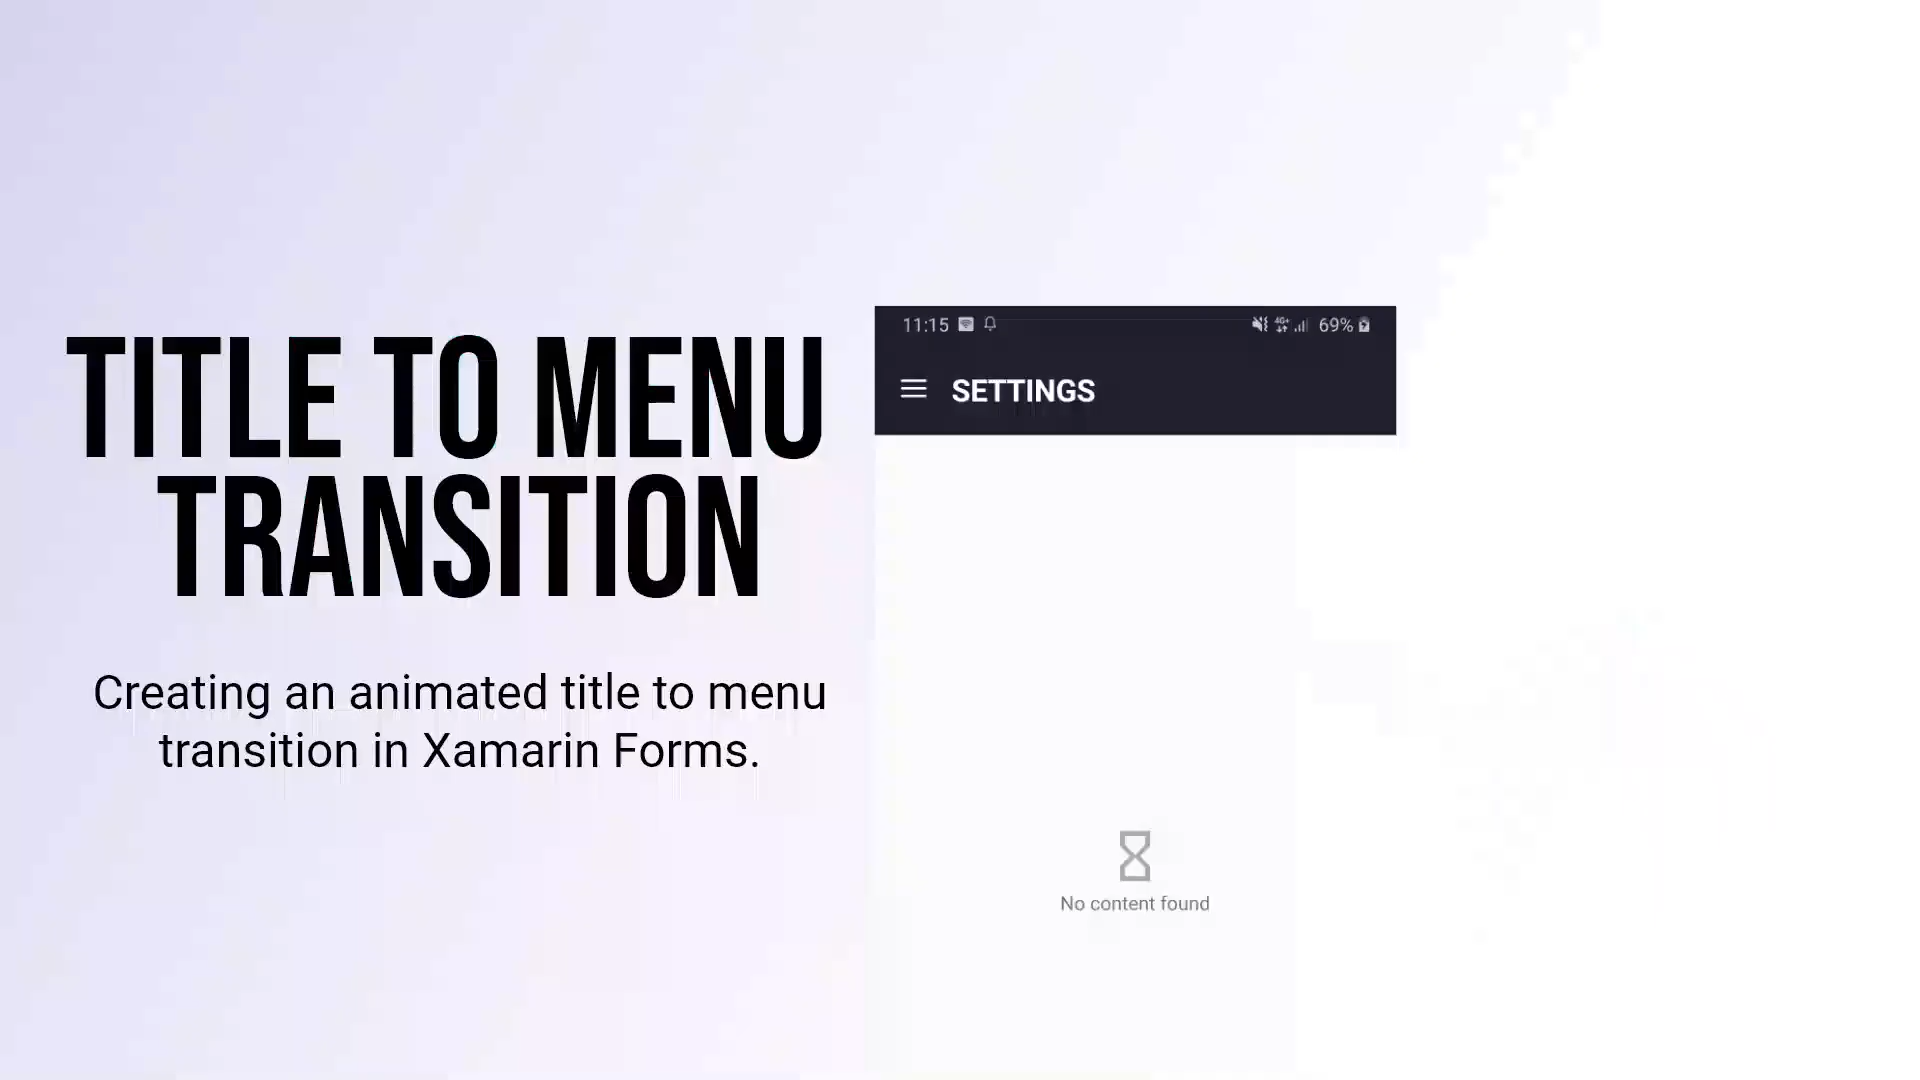 TITLE TO MENU
TRANSITION
Creating an animated title to menu
transition in Xamarin Forms.
11:15 4G+ 69%
SETTINGS
No content found